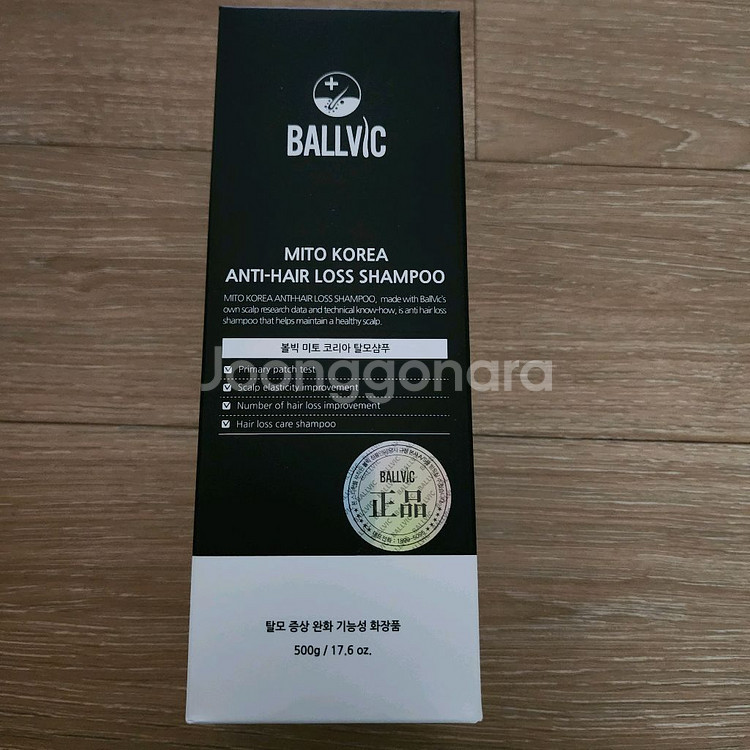 BALLVIC
MITO KOREA
ANTI-HAIR LOSS SHAMPOO
MITO KOREA ANTI-HAIR LOSS SHAMPOO, made with BallVic's
own scalp research data and technical know-how, is anti hair loss
shampoo that helps maintain a healthy scalp.
볼빅 미토 코리아 탈모샴푸
Joonggonara
Primary patch test
Scalp elasticity improvement
Number of hair loss improvement
Hair loss care shampoo
BALLVIC
正品
탈모 증상 완화 기능성 화장품
500g / 17.6 oz.